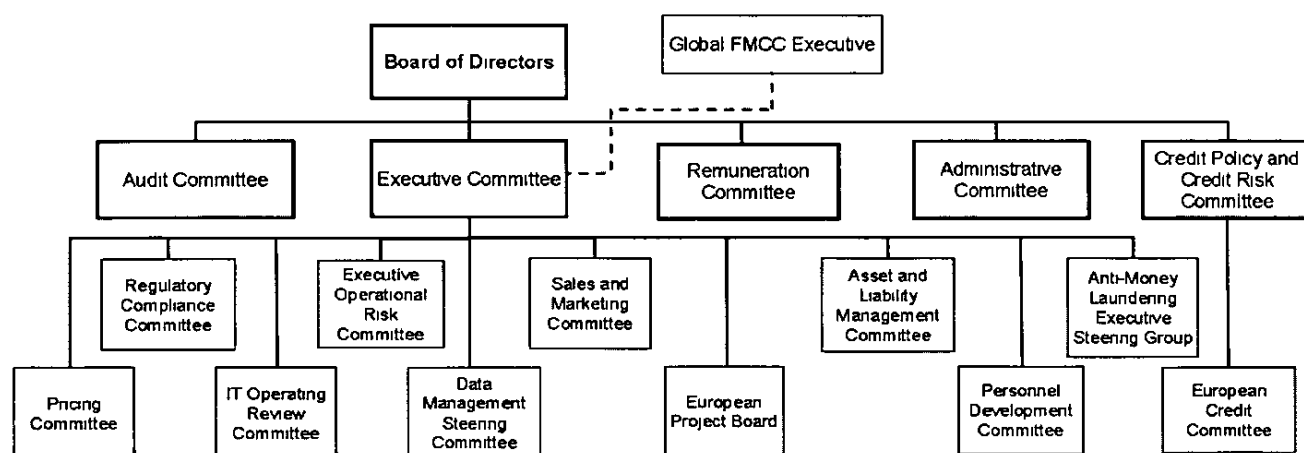 Board of Directors
Global FMCC Executive
Audit Committee
Executive Committee
Remuneration
Committee
Administrative
Committee
Credit Policy and
Credit Risk
Committee
Regulatory
Compliance
Committee
Executive
Operational
Risk
Committee
Sales and
Marketing
Committee
Asset and
Liability
Management
Committee
Anti-Money
Laundering
Executive
Steering Group
Pricing
Committee
IT Operating
Review
Committee
Data
Management
Steering
Committee
European
Project Board
Personnel
Development
Committee
European
Credit
Committee